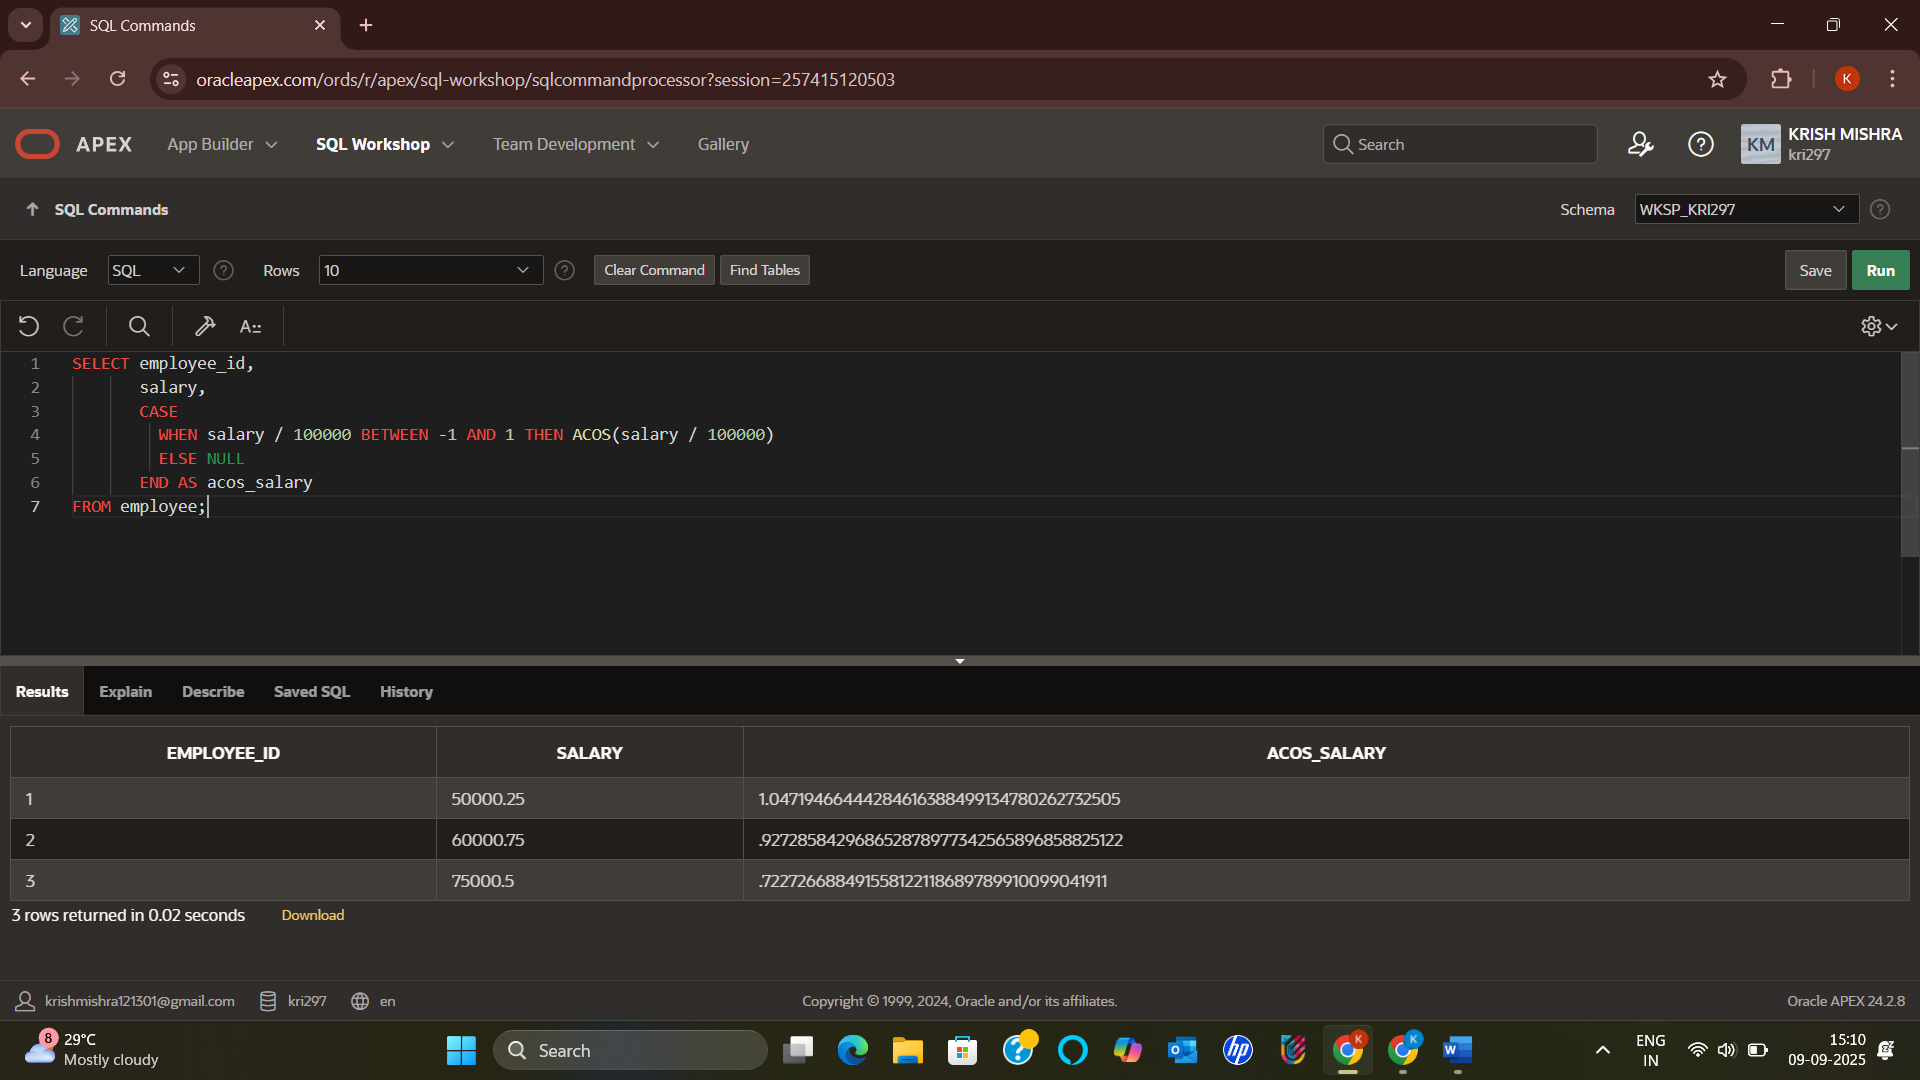 SQL Commands
oracleapex.com/ords/r/apex/sql-workshop/sqlcommandprocessor?session=257415120503
K
APEX App Builder SQL Workshop Team Development Gallery Search KM KRISH MISHRA
kri297
SQL Commands Schema WKSP_KRI297
Language SQL Rows 10 Clear Command Find Tables Save Run
1 SELECT employee_id,
2 salary,
3 CASE
4 WHEN salary / 100000 BETWEEN -1 AND 1 THEN ACOS(salary / 100000)
5 ELSE NULL
6 END AS acos_salary
7 FROM employee;
Results Explain Describe Saved SQL History
EMPLOYEE_ID SALARY ACOS_SALARY
1 50000.25 1.04719466444284616388499134780262732505
2 60000.75 .927285842968652878977342565896858825122
3 75000.5 .722726688491558122118689789910099041911
3 rows returned in 0.02 seconds Download
krishmishra121301@gmail.com kri297 en Copyright © 1999, 2024, Oracle and/or its affiliates. Oracle APEX 24.2.8
8 29°C
Mostly cloudy
Search
hp
K
K
W
ENG
IN
15:10
09-09-2025